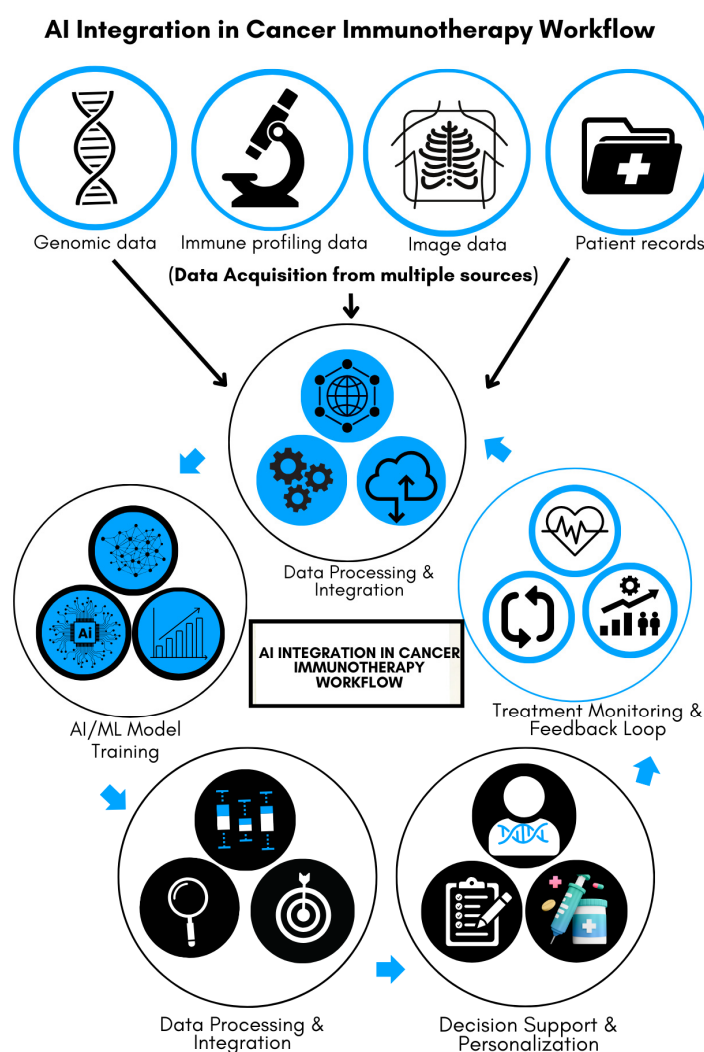 AI Integration in Cancer Immunotherapy Workflow
Genomic data
Immune profiling data
Image data
Patient records
(Data Acquisition from multiple sources)
Data Processing &
Integration
Ai
AI/ML Model
Training
AI INTEGRATION IN CANCER
IMMUNOTHERAPY
WORKFLOW
Treatment Monitoring &
Feedback Loop
Data Processing &
Integration
Decision Support &
Personalization